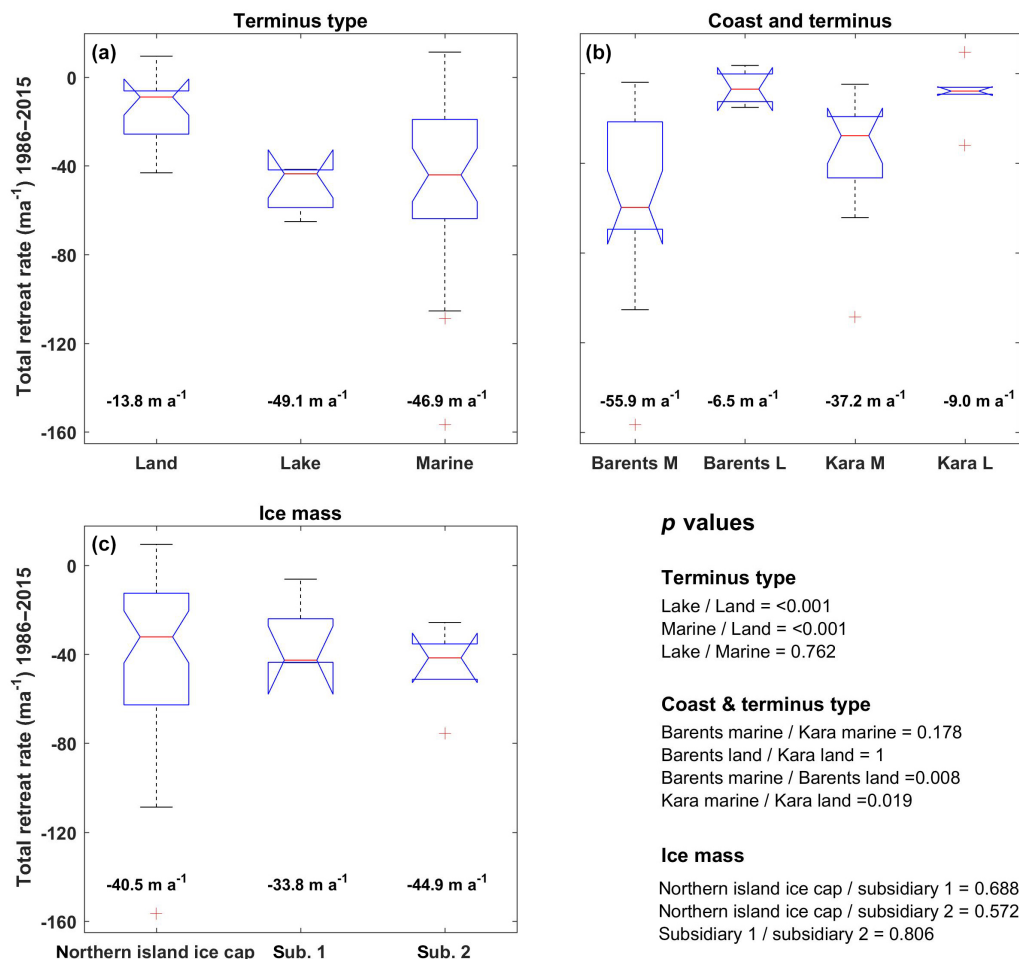 Terminus type
(a)
Total retreat rate (ma-1) 1986–2015
0
-40
-80
-120
-160
-13.8 m a-1
-49.1 m a-1
-46.9 m a-1
Land
Lake
Marine
Coast and terminus
(b)
-55.9 m a-1
-6.5 m a-1
-37.2 m a-1
-9.0 m a-1
Barents M
Barents L
Kara M
Kara L
Ice mass
(c)
Total retreat rate (ma-1) 1986–2015
0
-40
-80
-120
-160
-40.5 m a-1
-33.8 m a-1
-44.9 m a-1
Northern island ice cap
Sub. 1
Sub. 2
p values
Terminus type
Lake / Land = <0.001
Marine / Land = <0.001
Lake / Marine = 0.762
Coast & terminus type
Barents marine / Kara marine = 0.178
Barents land / Kara land = 1
Barents marine / Barents land =0.008
Kara marine / Kara land =0.019
Ice mass
Northern island ice cap / subsidiary 1 = 0.688
Northern island ice cap / subsidiary 2 = 0.572
Subsidiary 1 / subsidiary 2 = 0.806